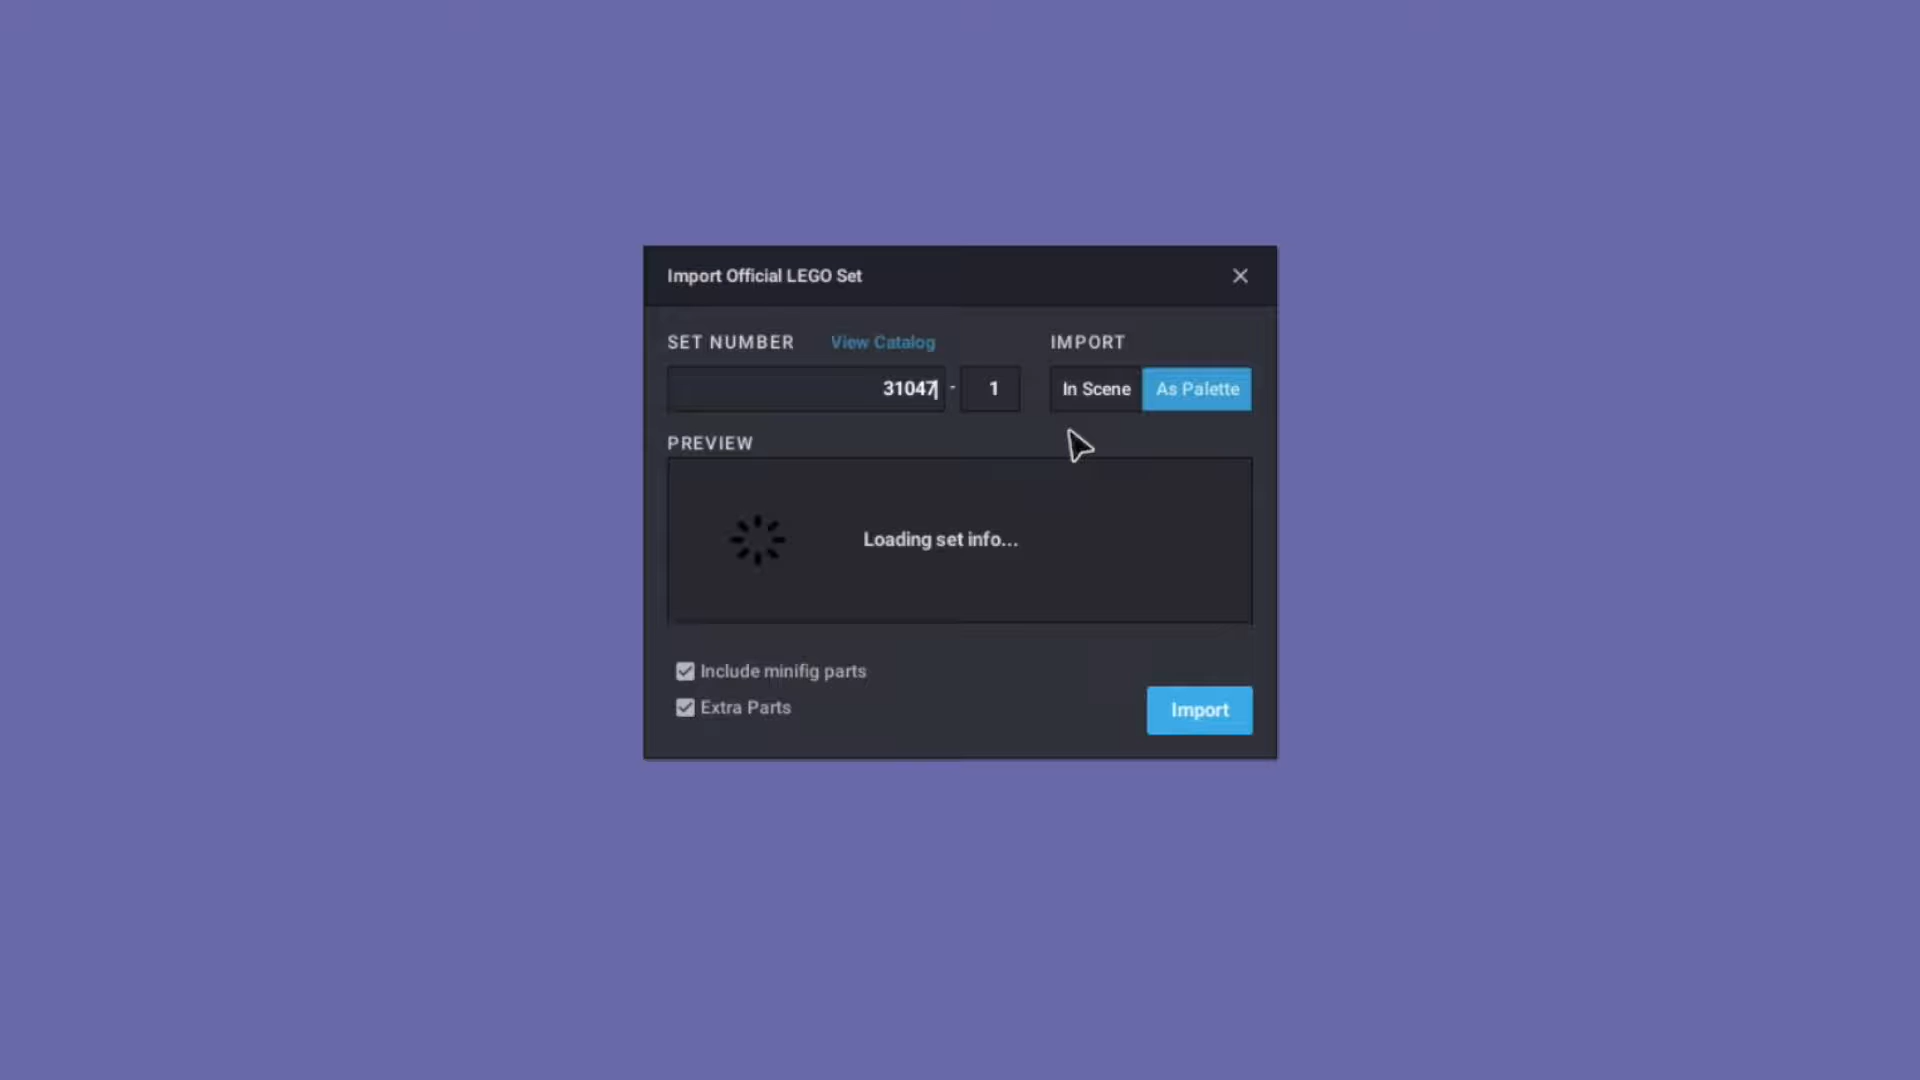 Import Official LEGO Set
SET NUMBER View Catalog IMPORT
31047 - 1 In Scene As Palette
PREVIEW
Loading set info...
Include minifig parts
Extra Parts
Import